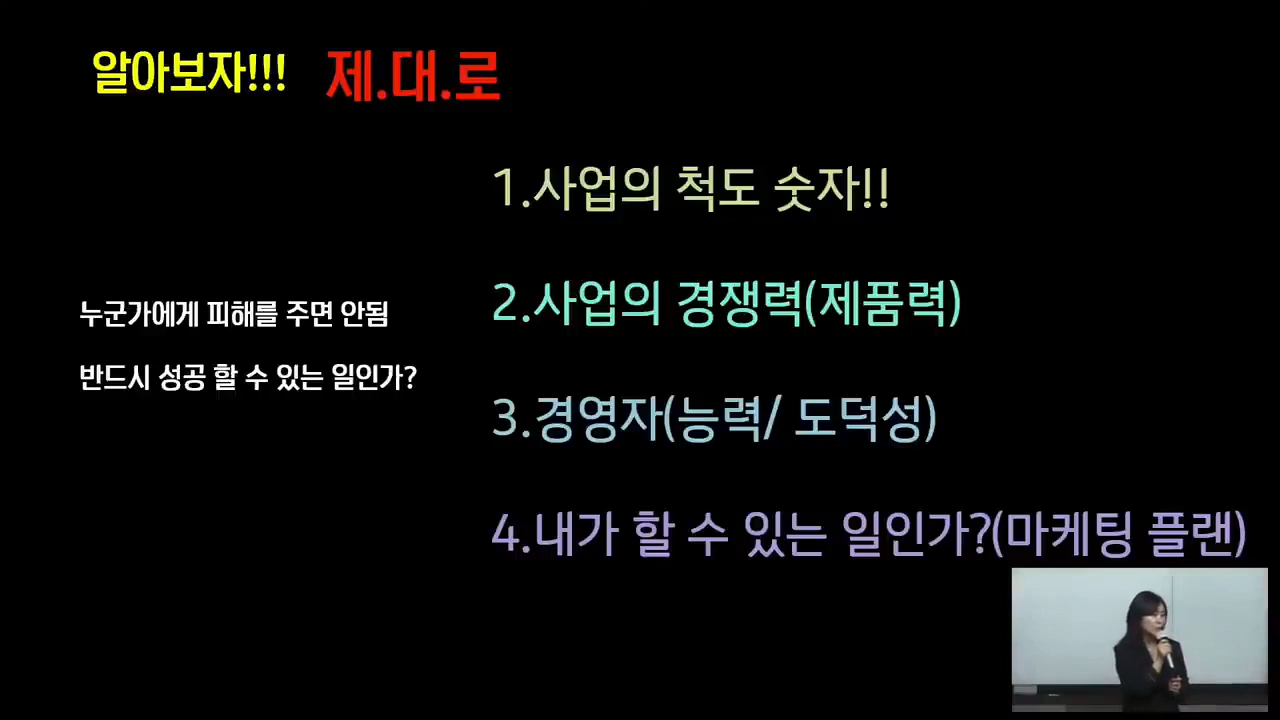 알아보자!!! 제.대.로
1.사업의 척도 숫자!!
2.사업의 경쟁력(제품력)
누군가에게 피해를 주면 안됨
반드시 성공 할 수 있는 일인가?
3.경영자(능력/ 도덕성)
4.내가 할 수 있는 일인가?(마케팅 플랜)